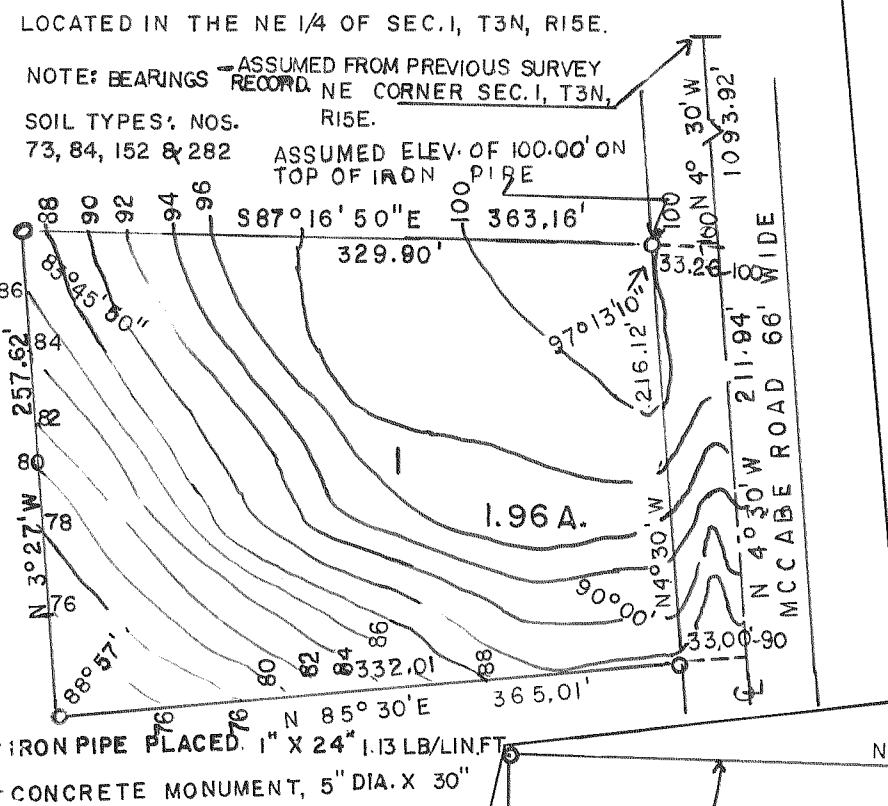 LOCATED IN THE NE 1/4 OF SEC.1, T3N, R15E.
NOTE: BEARINGS - ASSUMED FROM PREVIOUS SURVEY
RECORD.
NE CORNER SEC.1, T3N,
R15E.
SOIL TYPES: NOS.
73, 84, 152 & 282
ASSUMED ELEV. OF 100.00' ON
TOP OF IRON PIPE
N 4° 30' W
1093.92'
88
90
92
94
96
S87°16'50"E
100
363.16'
329.90'
100
100
33.26
100
83°45'
86
84
82
80
78
76
257.62'
N 3°27' W
97°13'10"
216.12'
211.94'
N 4°30' W
N4°30' W
MCCABE ROAD 66' WIDE
1
1.96 A.
90°00'
33.00'
90
88°57'
76
76
80
82
84
86
88
332.01
365.01'
N 85°30'E
IRON PIPE PLACED. 1" X 24" 1.13 LB/LIN.FT.
CONCRETE MONUMENT, 5" DIA. X 30"
N